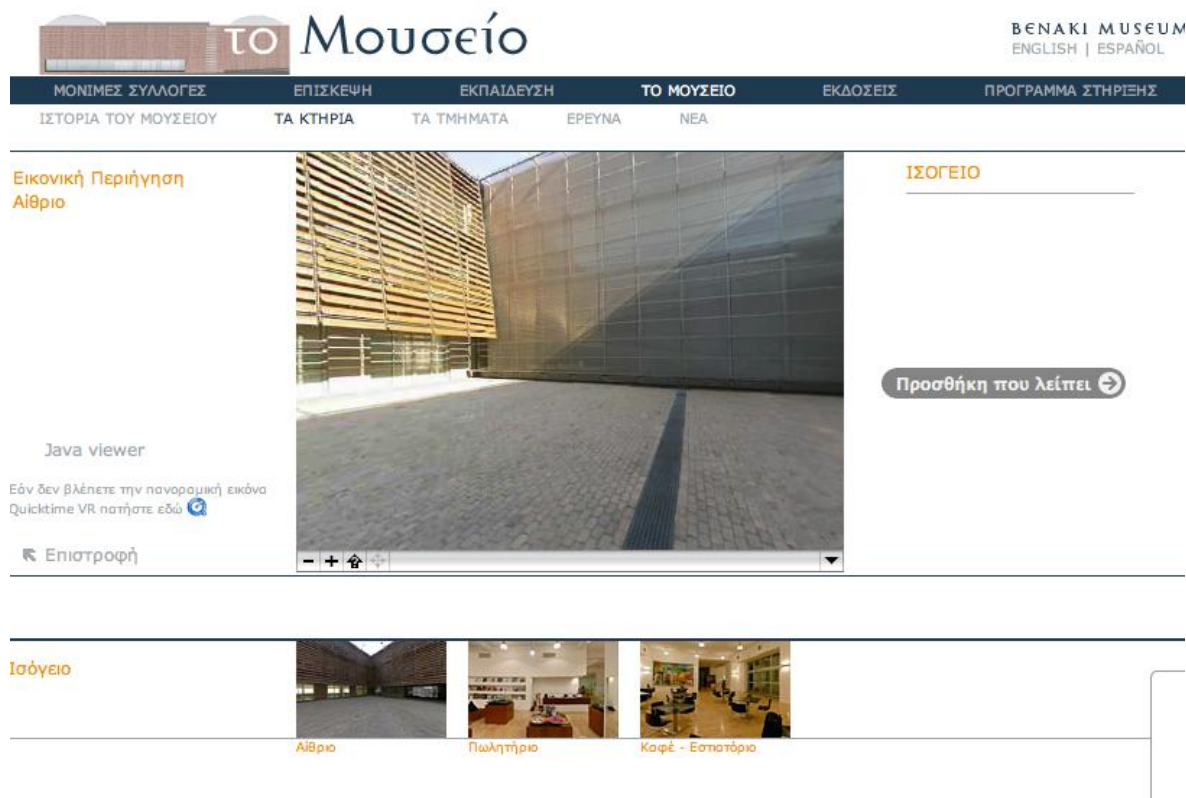 το Μουσείο
BENAKI MUSEUM
ENGLISH | ESPAÑOL
ΜΟΝΙΜΕΣ ΣΥΛΛΟΓΕΣ ΕΠΙΣΚΕΨΗ ΕΚΠΑΙΔΕΥΣΗ ΤΟ ΜΟΥΣΕΙΟ ΕΚΔΟΣΕΙΣ ΠΡΟΓΡΑΜΜΑ ΣΤΗΡΙΞΗΣ
ΙΣΤΟΡΙΑ ΤΟΥ ΜΟΥΣΕΙΟΥ ΤΑ ΚΤΗΡΙΑ ΤΑ ΤΜΗΜΑΤΑ ΕΡΕΥΝΑ ΝΕΑ
Εικονική Περιήγηση
Αίθριο
ΙΣΟΓΕΙΟ
Προσθήκη που λείπει
Java viewer
Εάν δεν βλέπετε την πανοραμική εικόνα
Quicktime VR πατήστε εδώ
Επιστροφή
Ισόγειο
Αίθριο
Πωλητήριο
Καφέ - Εστιατόριο